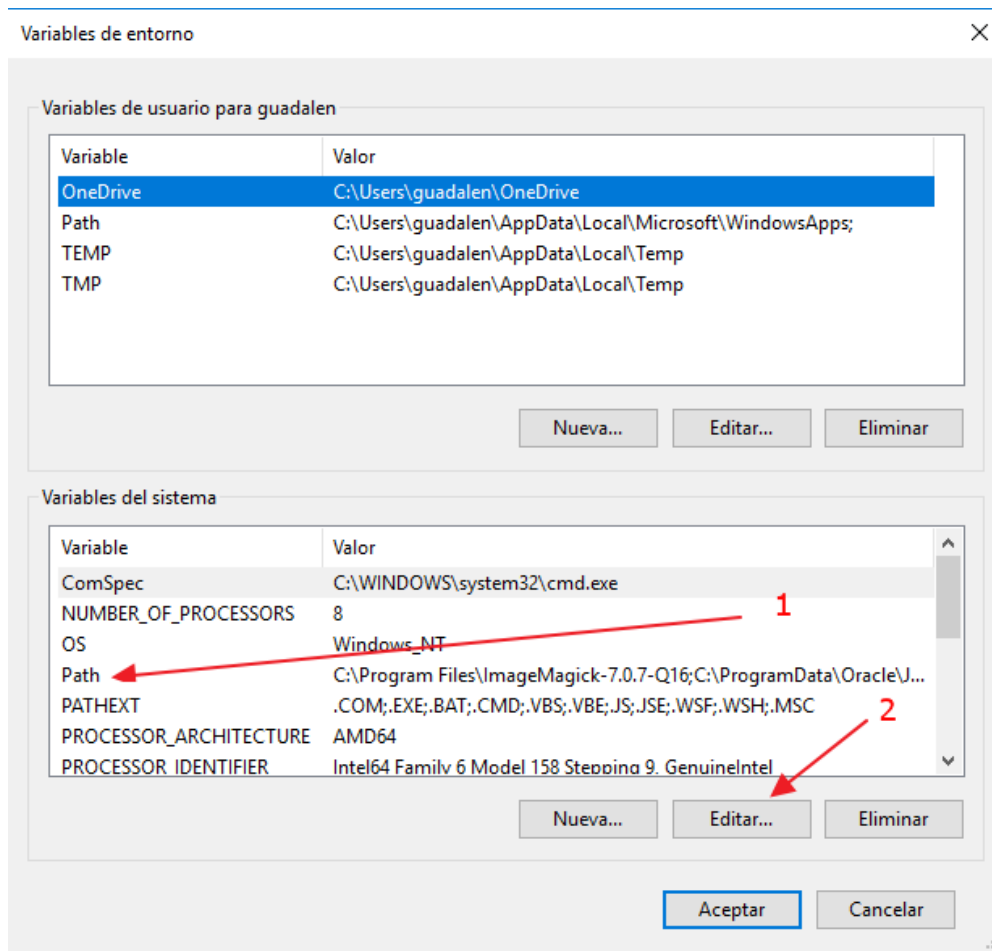 Variables de entorno
Variables de usuario para guadalen
Variable Valor
OneDrive C:\Users\guadalen\OneDrive
Path C:\Users\guadalen\AppData\Local\Microsoft\WindowsApps;
TEMP C:\Users\guadalen\AppData\Local\Temp
TMP C:\Users\guadalen\AppData\Local\Temp
Nueva... Editar... Eliminar
Variables del sistema
Variable Valor
ComSpec C:\WINDOWS\system32\cmd.exe
NUMBER_OF_PROCESSORS 8
1
OS Windows_NT
Path C:\Program Files\ImageMagick-7.0.7-Q16;C:\ProgramData\Oracle\J...
PATHEXT .COM;.EXE;.BAT;.CMD;.VBS;.VBE;.JS;.JSE;.WSF;.WSH;.MSC
2
PROCESSOR_ARCHITECTURE AMD64
PROCESSOR_IDENTIFIER Intel64 Family 6 Model 158 Stepping 9, GenuineIntel
Nueva... Editar... Eliminar
Aceptar Cancelar